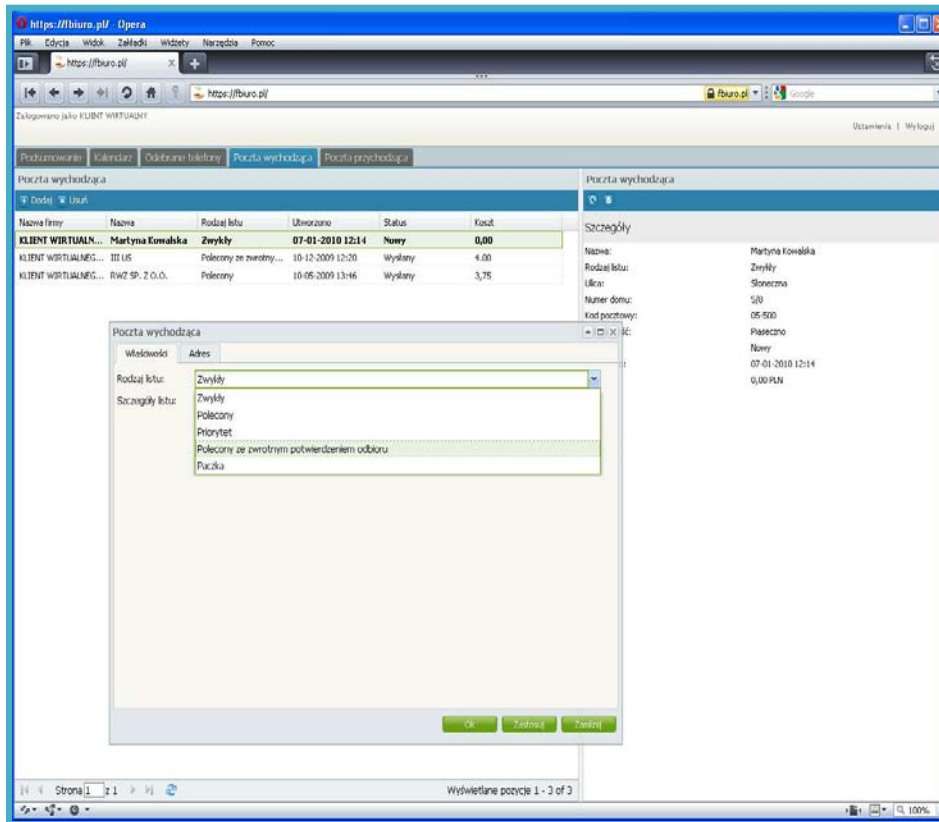 https://fbiuro.pl/ - Opera
Plik Edycja Widok Zakładki Widżety Narzędzia Pomoc
https://fbiuro.pl/
https://fbiuro.pl/ fbiuro.pl Google
Zalogowano jako KLIENT WIRTUALNY
Ustawienia | Wyloguj
Podsumowanie Kalendarz Odebrane telefony Poczta wychodząca Poczta przychodząca
Poczta wychodząca Poczta wychodząca
Dodaj Usuń
Nazwa firmy Nazwa Rodzaj listu Utworzono Status Koszt
Szczegóły
KLIENT WIRTUALN... Martyna Kowalska Zwykły 07-01-2010 12:14 Nowy 0,00
KLIENT WIRTUALNEG... III US Polecony ze zwrotny... 10-12-2009 12:20 Wysłany 4.00
KLIENT WIRTUALNEG... RWZ SP. Z O.O. Polecony 10-05-2009 13:46 Wysłany 3,75
Nazwa: Martyna Kowalska
Rodzaj listu: Zwykły
Ulica: Słoneczna
Numer domu: 5/0
Kod pocztowy: 05-500
Piaseczno
Nowy
07-01-2010 12:14
0,00 PLN
Poczta wychodząca
Właściwości Adres
Rodzaj listu: Zwykły
Szczegóły listu:
Zwykły
Polecony
Priorytet
Polecony ze zwrotnym potwierdzeniem odbioru
Paczka
Ok Zastosuj Zamknij
Strona 1 z 1 Wyświetlane pozycje 1 - 3 of 3
100%